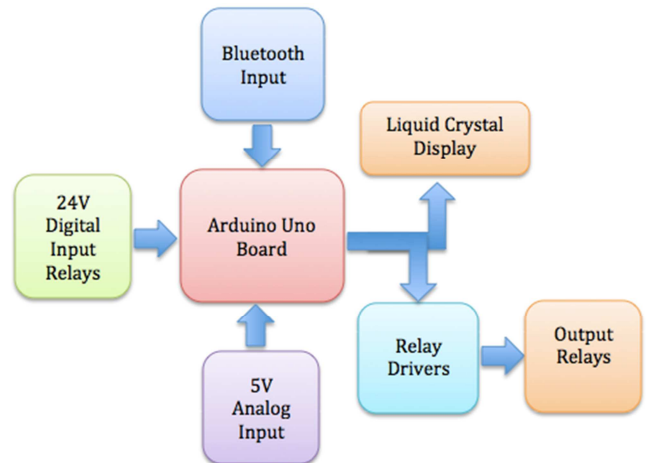 Bluetooth
Input
Liquid Crystal
Display
24V
Digital
Input
Relays
Arduino Uno
Board
Relay
Drivers
Output
Relays
5V
Analog
Input